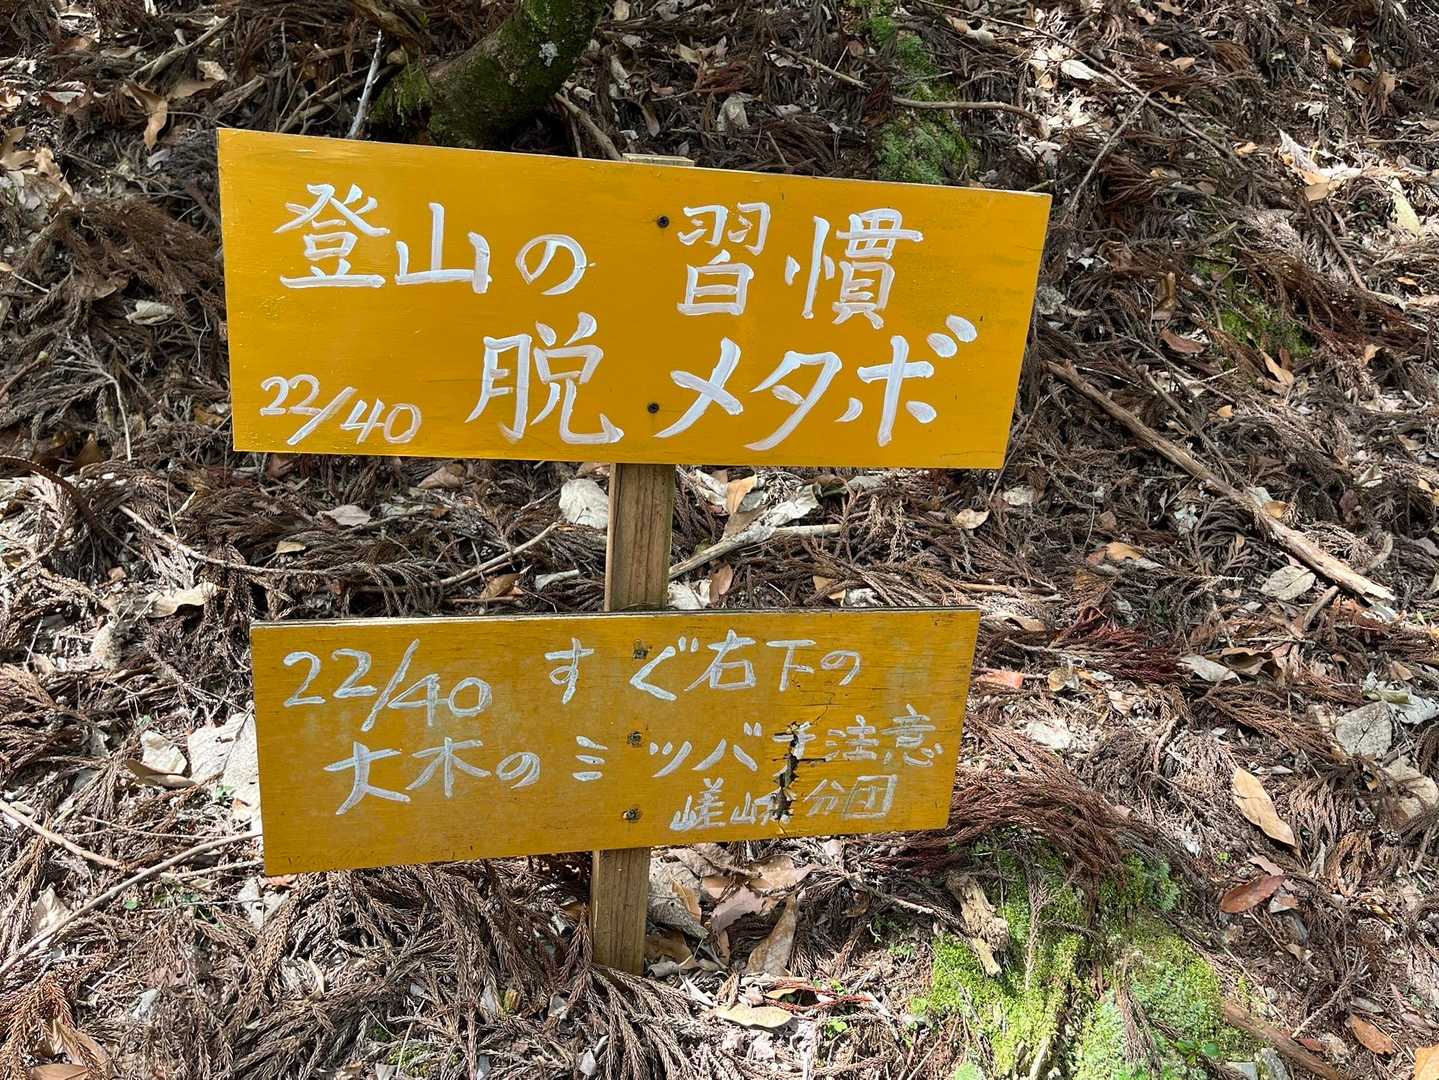 登山の習慣
22/40 脱メタボ
22/40 すぐ右下の
大木のミツバチ注意
嵯峨分団